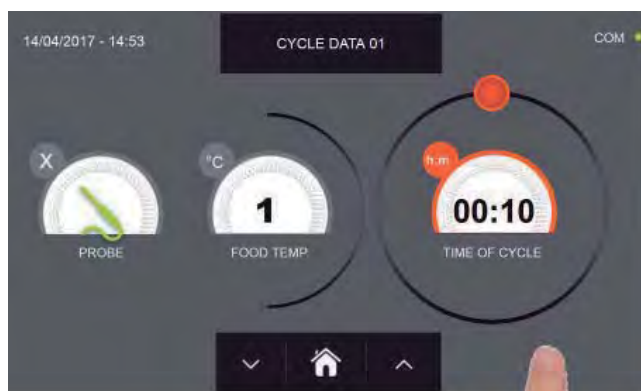 14/04/2017 - 14:53
CYCLE DATA 01
COM
X
°C
h:m
1
00:10
PROBE
FOOD TEMP.
TIME OF CYCLE